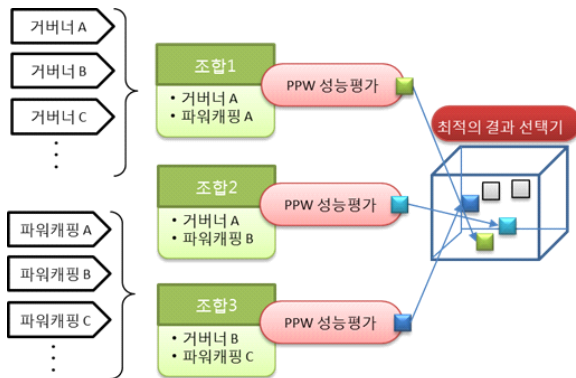 거버너 A
거버너 B
거버너 C
파워캐핑 A
파워캐핑 B
파워캐핑 C
조합1
• 거버너 A
• 파워캐핑 A
PPW 성능평가
조합2
• 거버너 A
• 파워캐핑 B
PPW 성능평가
조합3
• 거버너 B
• 파워캐핑 C
PPW 성능평가
최적의 결과 선택기